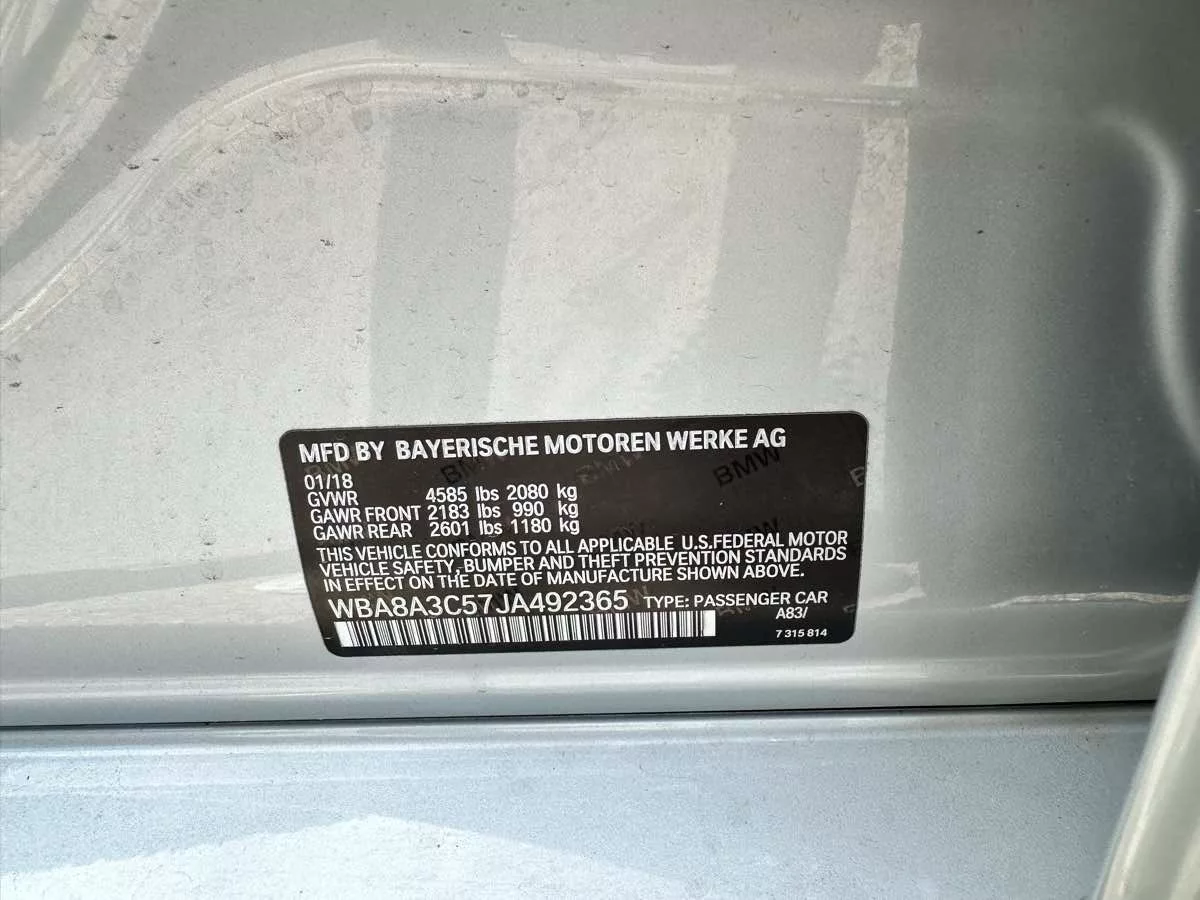 MFD BY BAYERISCHE MOTOREN WERKE AG
01/18
GVWR 4585 lbs 2080 kg
GAWR FRONT 2183 lbs 990 kg
GAWR REAR 2601 lbs 1180 kg
THIS VEHICLE CONFORMS TO ALL APPLICABLE U.S.FEDERAL MOTOR
VEHICLE SAFETY, BUMPER AND THEFT PREVENTION STANDARDS
IN EFFECT ON THE DATE OF MANUFACTURE SHOWN ABOVE.
WBA8A3C57JA492365 TYPE: PASSENGER CAR
A83/
7 315 814